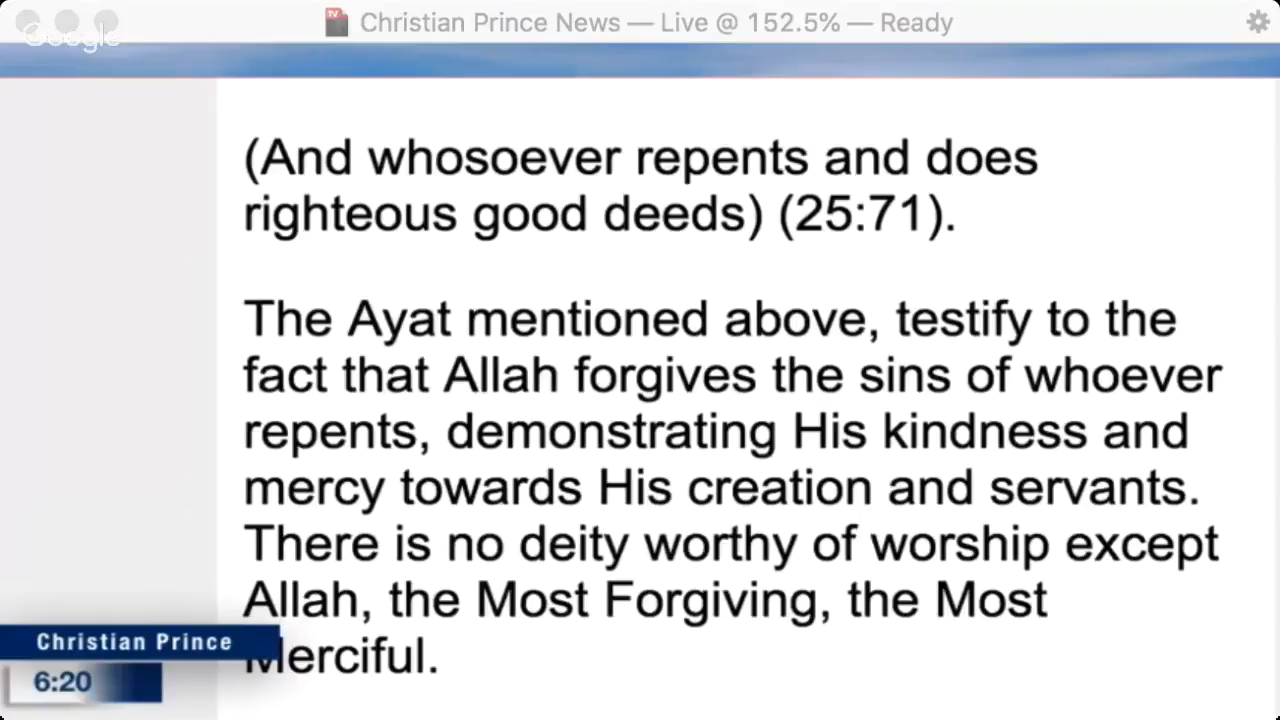 Christian Prince News — Live @ 152.5% — Ready
Google
(And whosoever repents and does
righteous good deeds) (25:71).
The Ayat mentioned above, testify to the
fact that Allah forgives the sins of whoever
repents, demonstrating His kindness and
mercy towards His creation and servants.
There is no deity worthy of worship except
Allah, the Most Forgiving, the Most
Merciful.
Christian Prince
6:20